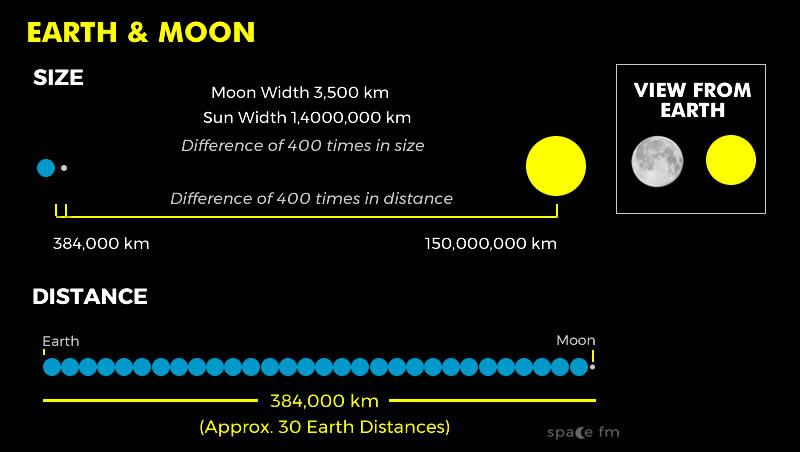 EARTH & MOON
SIZE
Moon Width 3,500 km
Sun Width 1,4000,000 km
Difference of 400 times in size
Difference of 400 times in distance
384,000 km
150,000,000 km
VIEW FROM
EARTH
DISTANCE
Earth
Moon
384,000 km
(Approx. 30 Earth Distances)
space fm